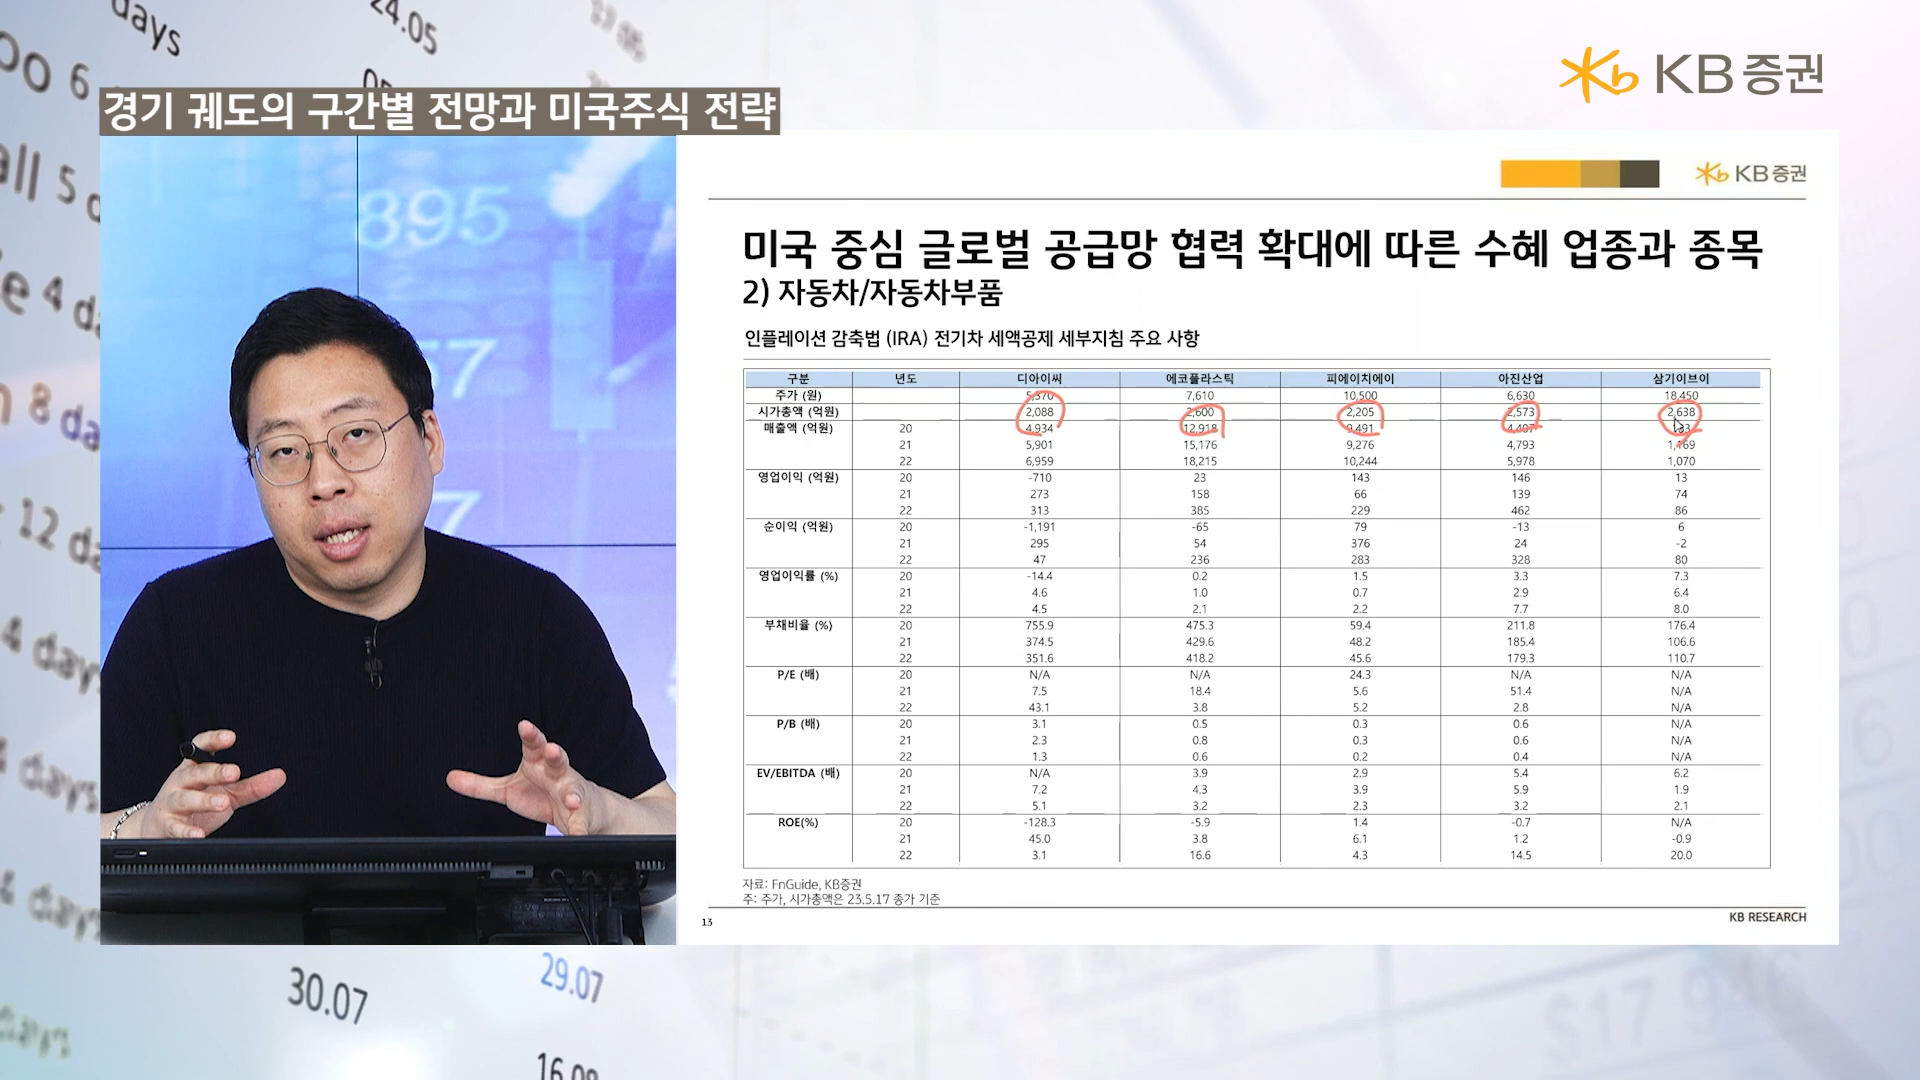 KB 증권
경기 궤도의 구간별 전망과 미국주식 전략
KB 증권
미국 중심 글로벌 공급망 협력 확대에 따른 수혜 업종과 종목
2) 자동차/자동차부품
인플레이션 감축법 (IRA) 전기차 세액공제 세부지침 주요 사항
구분 년도 디아이씨 에코플라스틱 피에이치에이 아진산업 삼기이브이
주가 (원) 5,370 7,610 10,500 6,630 18,450
시가총액 (억원) 2,088 2,600 2,205 2,573 2,638
매출액 (억원) 20 4,934 12,918 9,491 4,407
21 5,901 15,176 9,276 4,793 1,169
22 6,959 18,215 10,244 5,978 1,070
영업이익 (억원) 20 -710 23 143 146 13
21 273 158 66 139 74
22 313 385 229 462 86
순이익 (억원) 20 -1,191 -65 79 -13 6
21 295 54 376 24 -2
22 47 236 283 328 80
영업이익률 (%) 20 -14.4 0.2 1.5 3.3 7.3
21 4.6 1.0 0.7 2.9 6.4
22 4.5 2.1 2.2 7.7 8.0
부채비율 (%) 20 755.9 475.3 59.4 211.8 176.4
21 374.5 429.6 48.2 185.4 106.6
22 351.6 418.2 45.6 179.3 110.7
P/E (배) 20 N/A N/A 24.3 N/A N/A
21 7.5 18.4 5.6 51.4 N/A
22 43.1 3.8 5.2 2.8 N/A
P/B (배) 20 3.1 0.5 0.3 0.6 N/A
21 2.3 0.8 0.3 0.6 N/A
22 1.3 0.6 0.2 0.4 N/A
EV/EBITDA (배) 20 N/A 3.9 2.9 5.4 6.2
21 7.2 4.3 3.9 5.9 1.9
22 5.1 3.2 2.3 3.2 2.1
ROE(%) 20 -128.3 -5.9 1.4 -0.7 N/A
21 45.0 3.8 6.1 1.2 -0.9
22 3.1 16.6 4.3 14.5 20.0
자료: FnGuide, KB증권
주: 주가, 시가총액은 23.5.17 종가 기준
13
KB RESEARCH
days
24.05
all 5
4
8
12
4 days
days
895
57
7
30.07
29.07
16.09